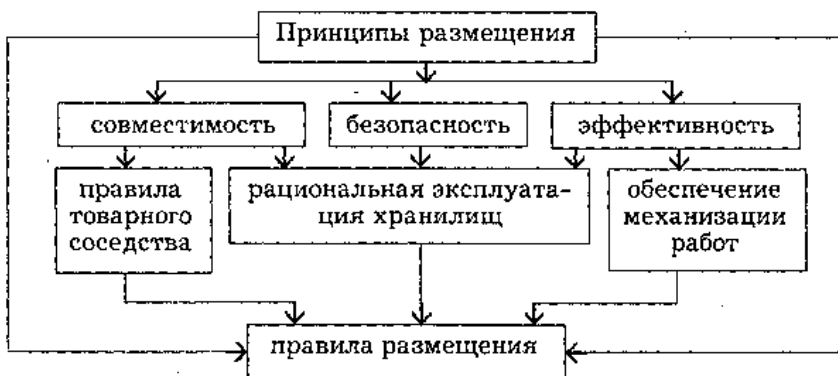 Принципы размещения
совместимость
безопасность
эффективность
правила
товарного
соседства
рациональная эксплуата-
ция хранилищ
обеспечение
механизации
работ
правила размещения